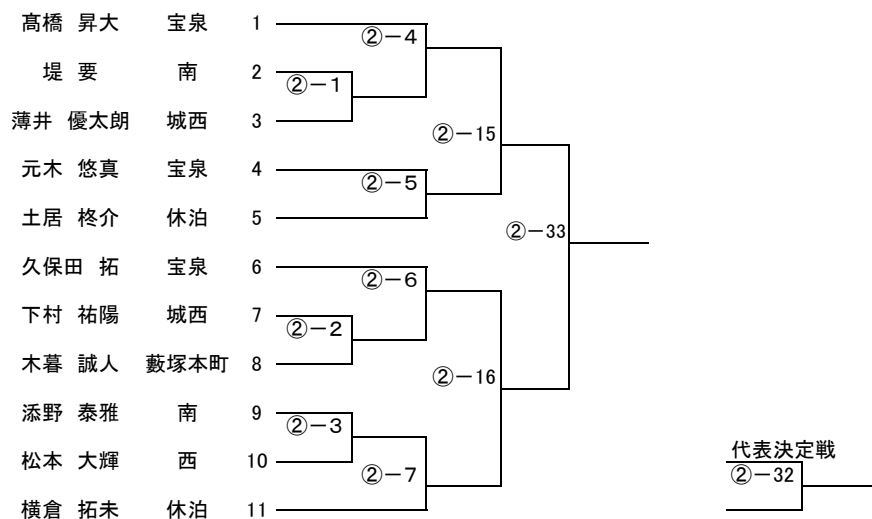 髙橋 昇大 宝泉 1
②－4
堤 要 南 2
②－1
薄井 優太朗 城西 3
②－15
元木 悠真 宝泉 4
②－5
土居 柊介 休泊 5
②－33
久保田 拓 宝泉 6
②－6
下村 祐陽 城西 7
②－2
木暮 誠人 藪塚本町 8
②－16
添野 泰雅 南 9
②－3
松本 大輝 西 10
代表決定戦
②－7
②－32
横倉 拓未 休泊 11